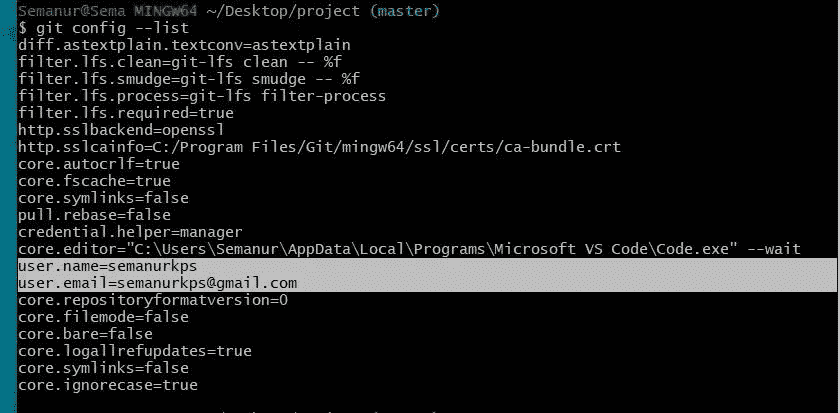 Semanur@Sema MINGW64 ~/Desktop/project (master)
$ git config --list
diff.astextplain.textconv=astextplain
filter.lfs.clean=git-lfs clean -- %f
filter.lfs.smudge=git-lfs smudge -- %f
filter.lfs.process=git-lfs filter-process
filter.lfs.required=true
http.sslbackend=openssl
http.sslcainfo=C:/Program Files/Git/mingw64/ssl/certs/ca-bundle.crt
core.autocrlf=true
core.fscache=true
core.symlinks=false
pull.rebase=false
credential.helper=manager
core.editor="C:\Users\Semanur\AppData\Local\Programs\Microsoft VS Code\Code.exe" --wait
user.name=semanurkps
user.email=semanurkps@gmail.com
core.repositoryformatversion=0
core.filemode=false
core.bare=false
core.logallrefupdates=true
core.symlinks=false
core.ignorecase=true